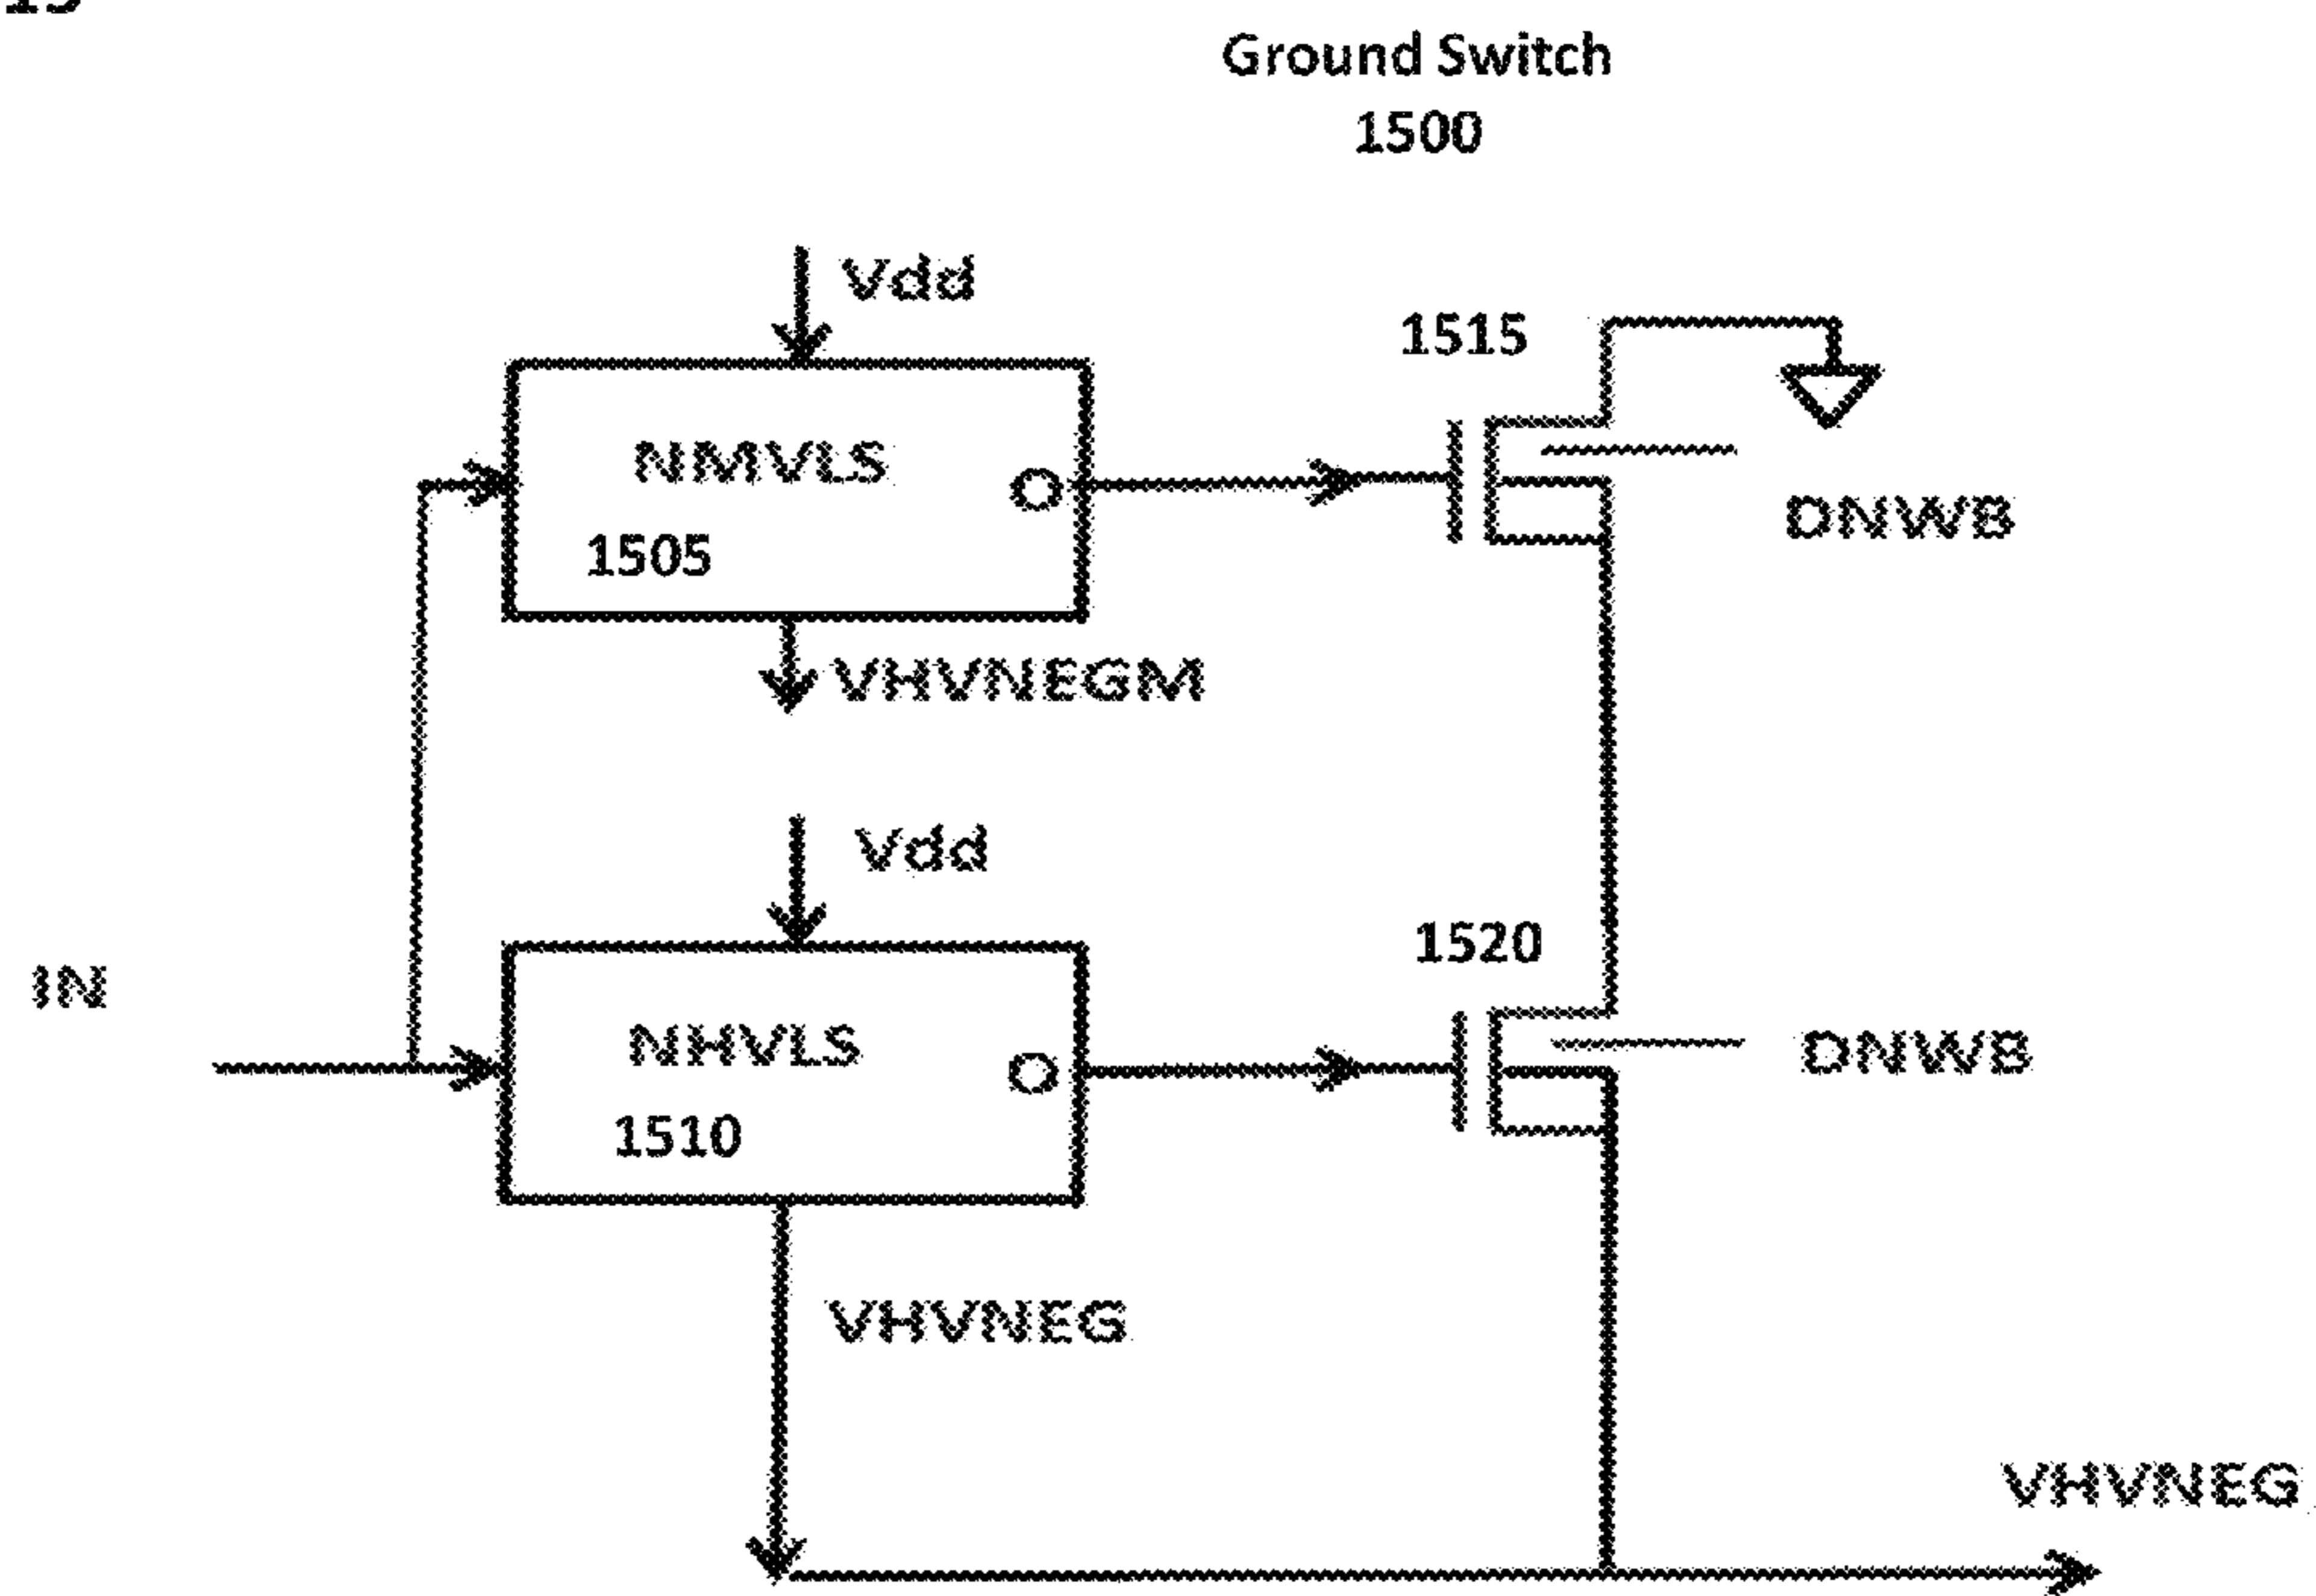 Ground Switch
1500
Vdd
1515
NMVLS
1505
DNWB
VHVNEGM
Vdd
1520
IN
NHVLS
1510
DNWB
VHVNEG
VHVNEG